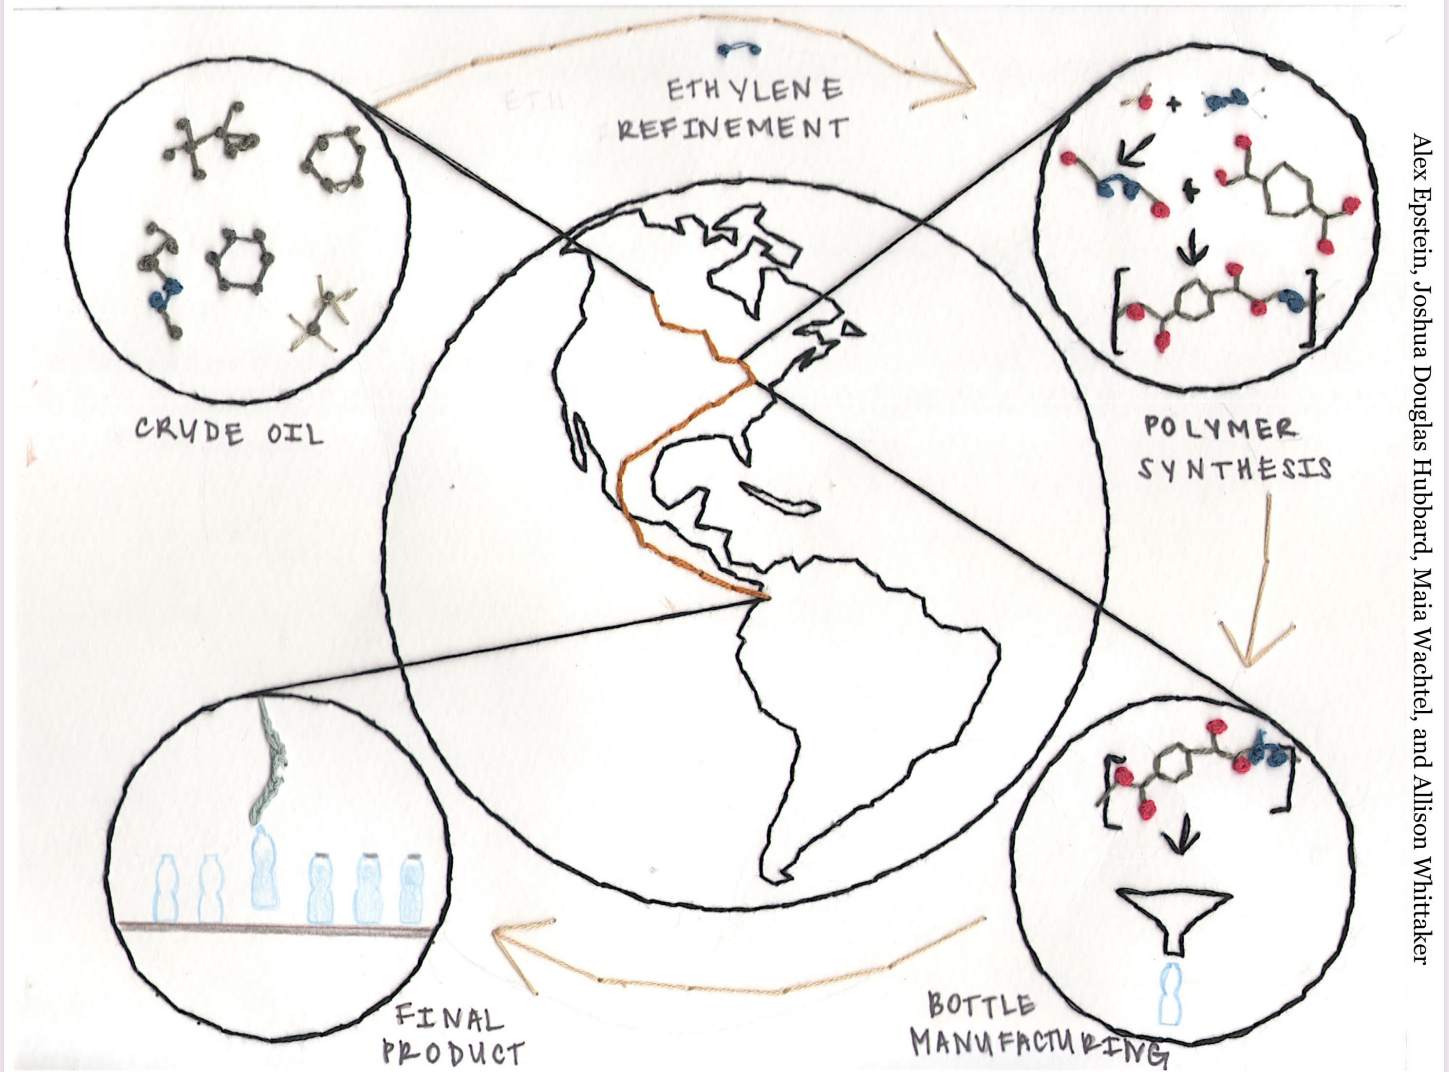 ETHYLENE
REFINEMENT
CRUDE OIL
POLYMER
SYNTHESIS
FINAL
PRODUCT
BOTTLE
MANUFACTURING
Alex Epstein, Joshua Douglas Hubbard, Maia Wachtel, and Allison Whittaker
ETH
+
+